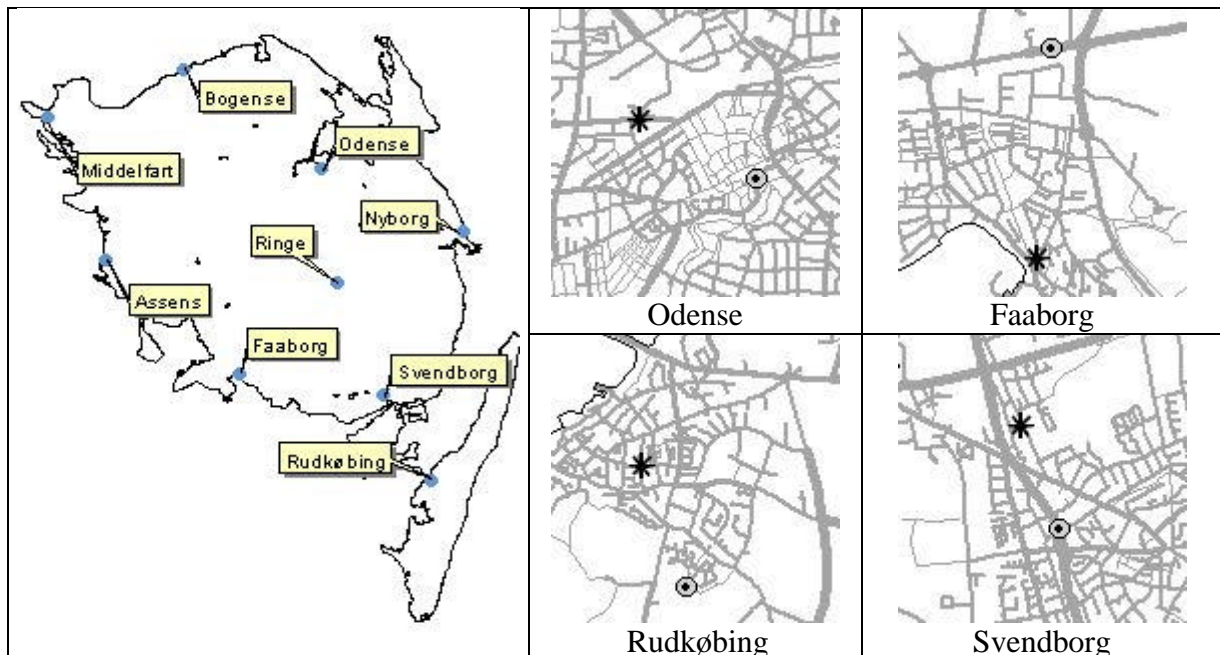 Bogense
Odense
Middelfart
Nyborg
Ringe
Assens
Faaborg
Svendborg
Rudkøbing
Odense
Faaborg
Rudkøbing
Svendborg